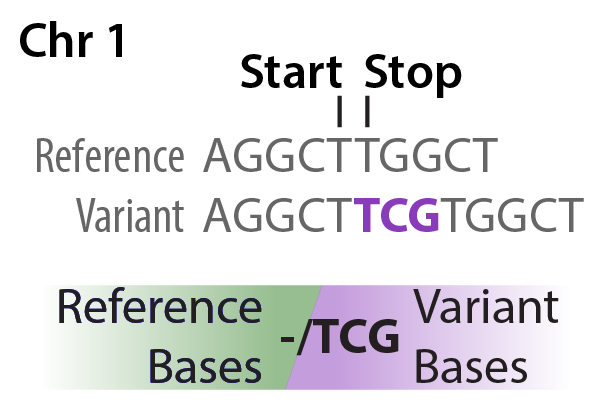 Chr 1
Start Stop
Reference AGGCTTGGCT
Variant AGGCTTCGTGGCT
Reference Bases -/TCG Variant Bases